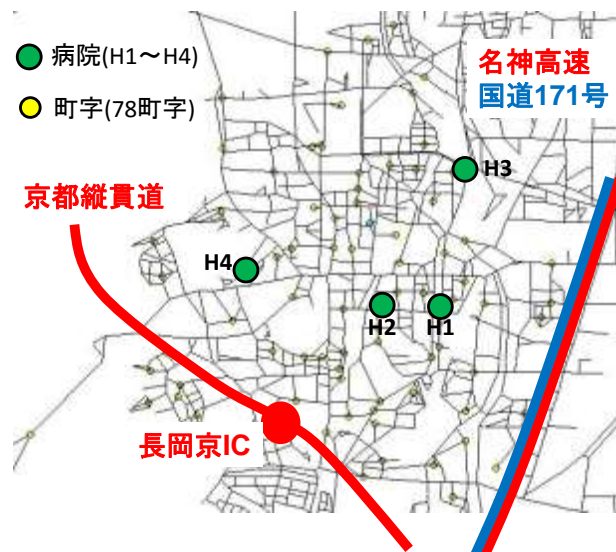 病院(H1～H4)
町字(78町字)
名神高速
国道171号
H3
京都縦貫道
H4
H2
H1
長岡京IC